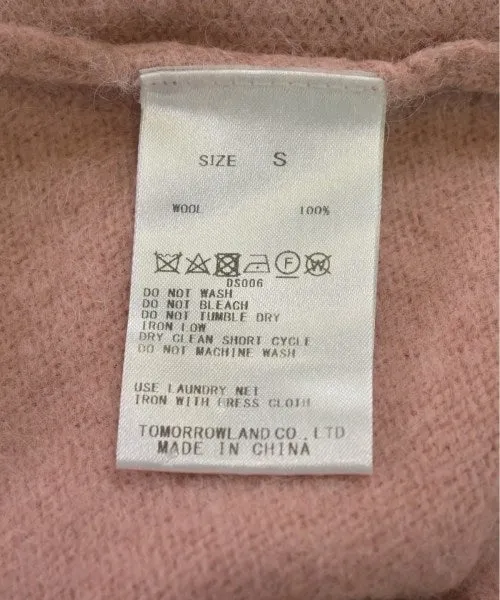 SIZE S
WOOL 100%
F W
DS006
DO NOT WASH
DO NOT BLEACH
DO NOT TUMBLE DRY
IRON LOW
DRY CLEAN SHORT CYCLE
DO NOT MACHINE WASH
USE LAUNDRY NET
IRON WITH PRESS CLOTH
TOMORROWLAND CO., LTD
MADE IN CHINA